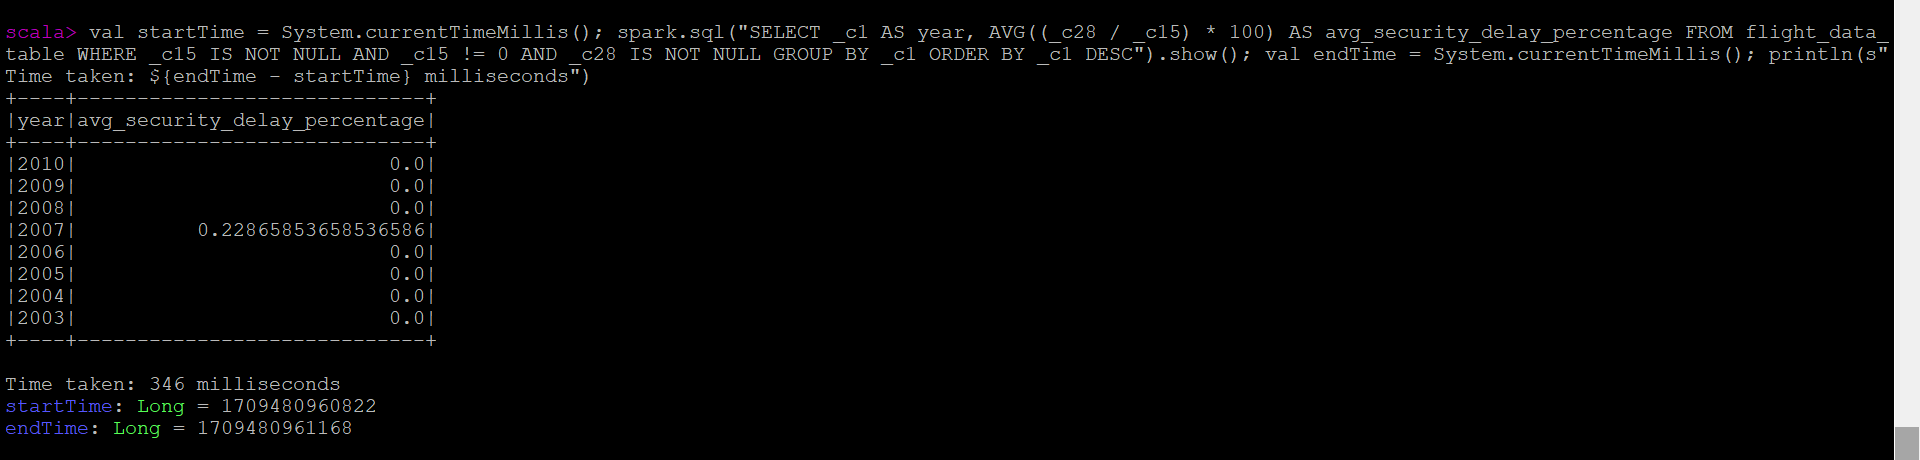 scala> val startTime = System.currentTimeMillis(); spark.sql("SELECT _c1 AS year, AVG((_c28 / _c15) * 100) AS avg_security_delay_percentage FROM flight_data_
table WHERE _c15 IS NOT NULL AND _c15 != 0 AND _c28 IS NOT NULL GROUP BY _c1 ORDER BY _c1 DESC").show(); val endTime = System.currentTimeMillis(); println(s"
Time taken: ${endTime - startTime} milliseconds")
+----+-----------------------------+
|year|avg_security_delay_percentage|
+----+-----------------------------+
|2010|                          0.0|
|2009|                          0.0|
|2008|                          0.0|
|2007|          0.22865853658536586|
|2006|                          0.0|
|2005|                          0.0|
|2004|                          0.0|
|2003|                          0.0|
+----+-----------------------------+
Time taken: 346 milliseconds
startTime: Long = 1709480960822
endTime: Long = 1709480961168